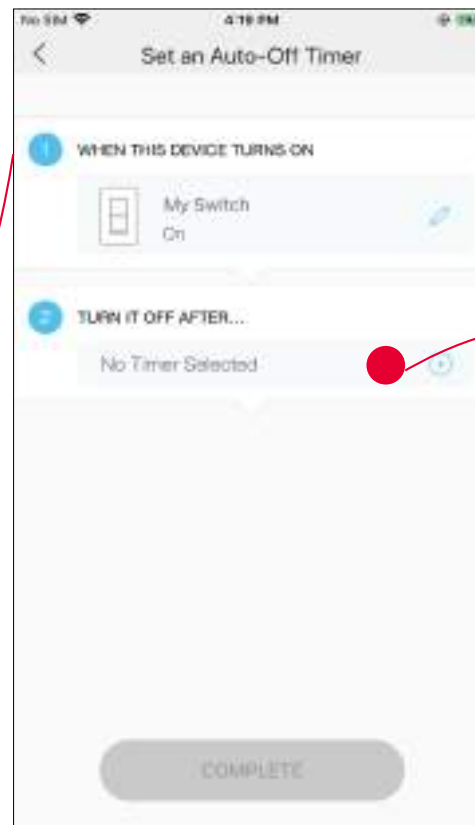 No SIM
4:19 PM
Set an Auto-Off Timer
1 WHEN THIS DEVICE TURNS ON
My Switch
On
2 TURN IT OFF AFTER...
No Timer Selected
COMPLETE